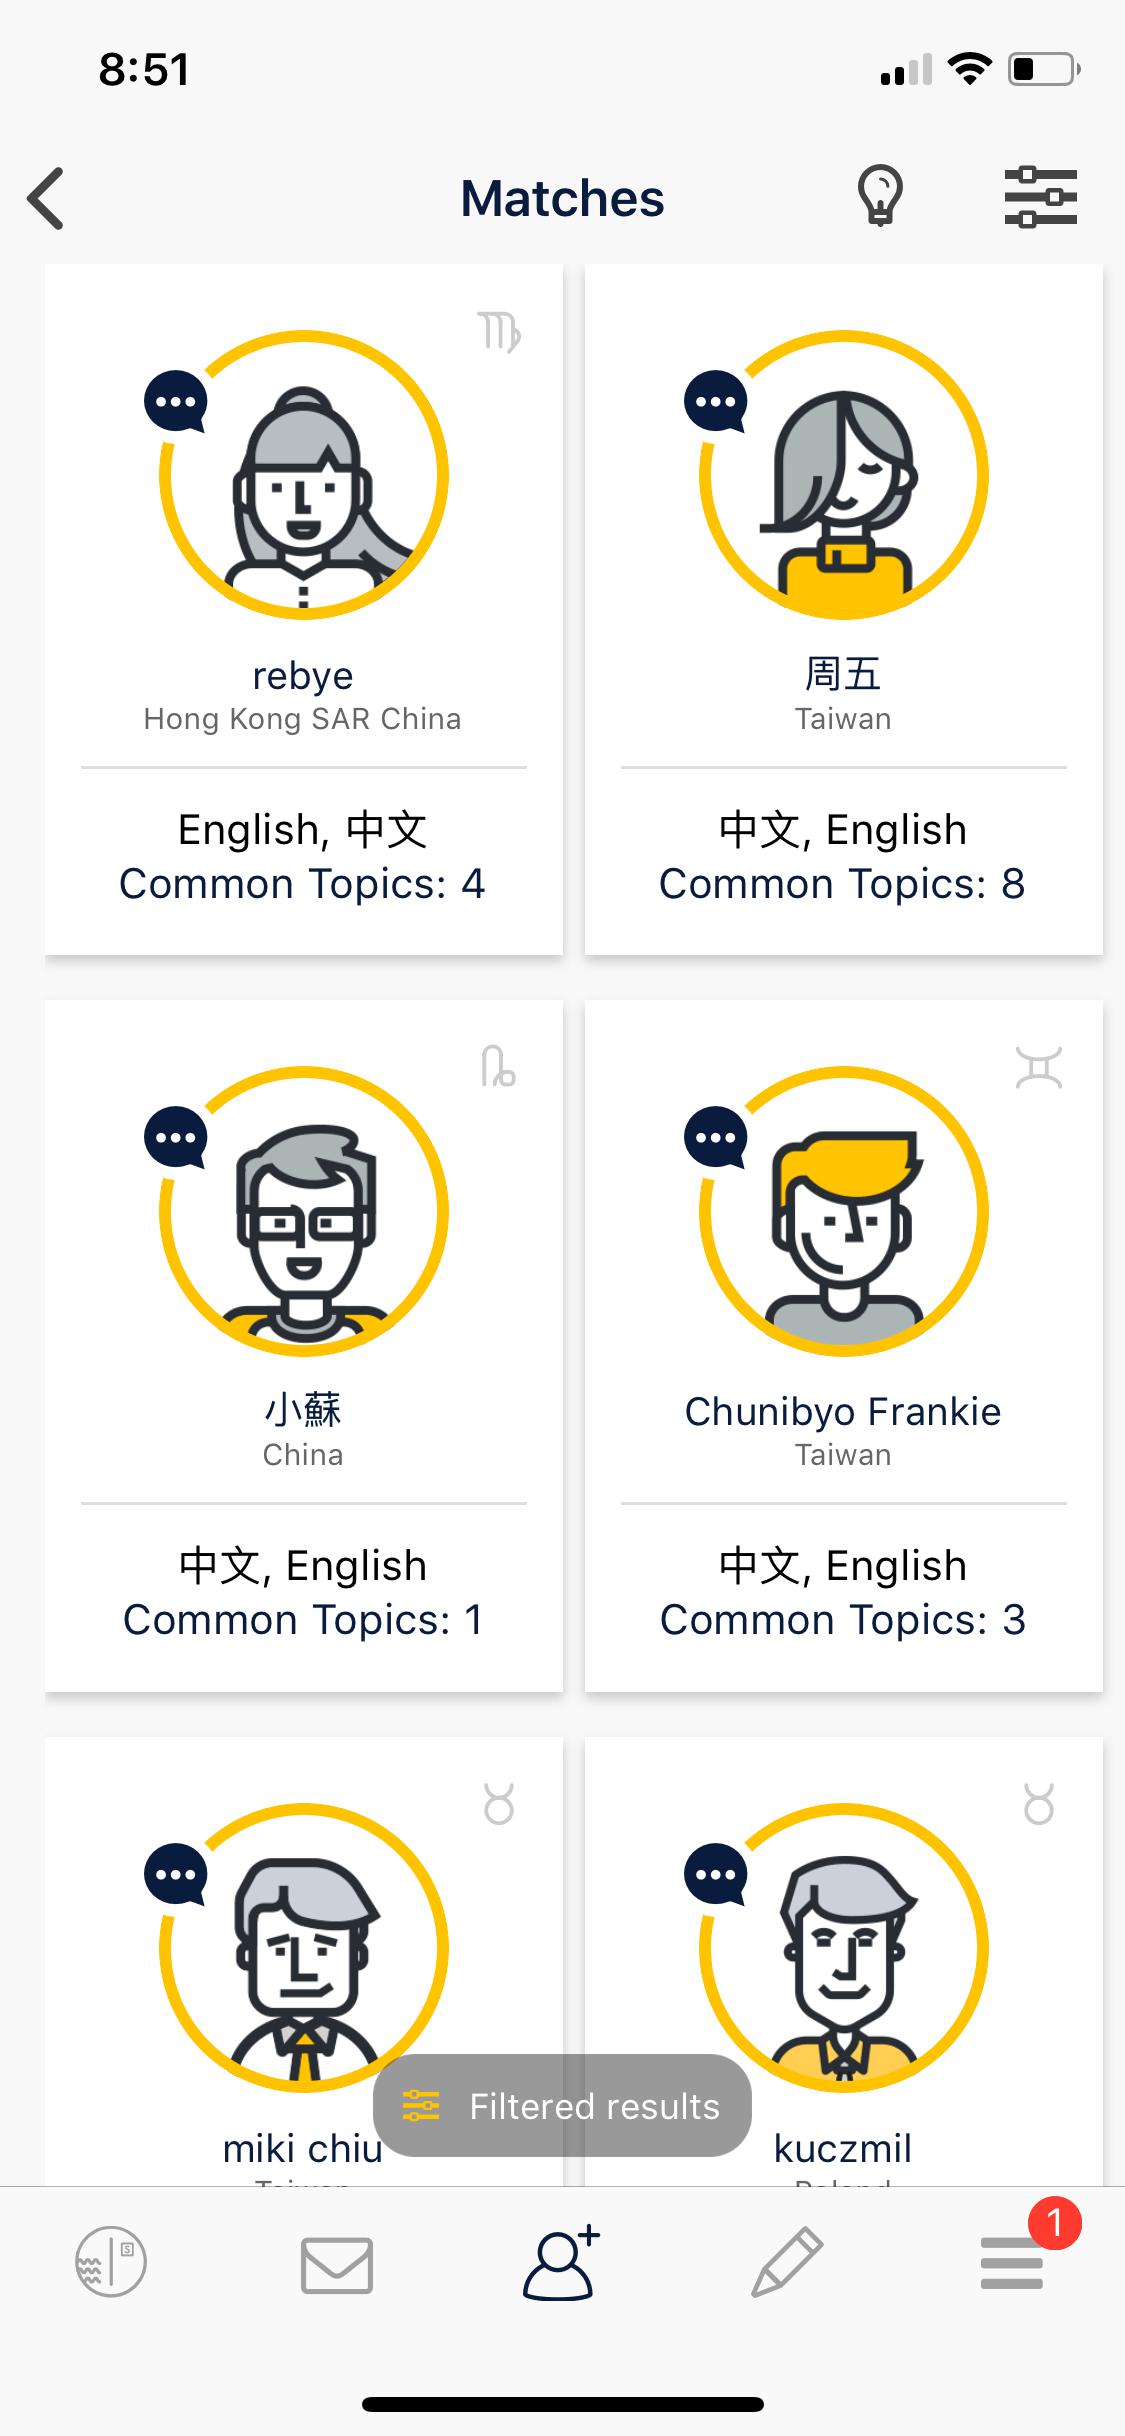 8:51
Matches
rebye
Hong Kong SAR China
English, 中文
Common Topics: 4
周五
Taiwan
中文, English
Common Topics: 8
小蘇
China
中文, English
Common Topics: 1
Chunibyo Frankie
Taiwan
中文, English
Common Topics: 3
miki chiu
Taiwan
kuczmil
Poland
Filtered results
S
1